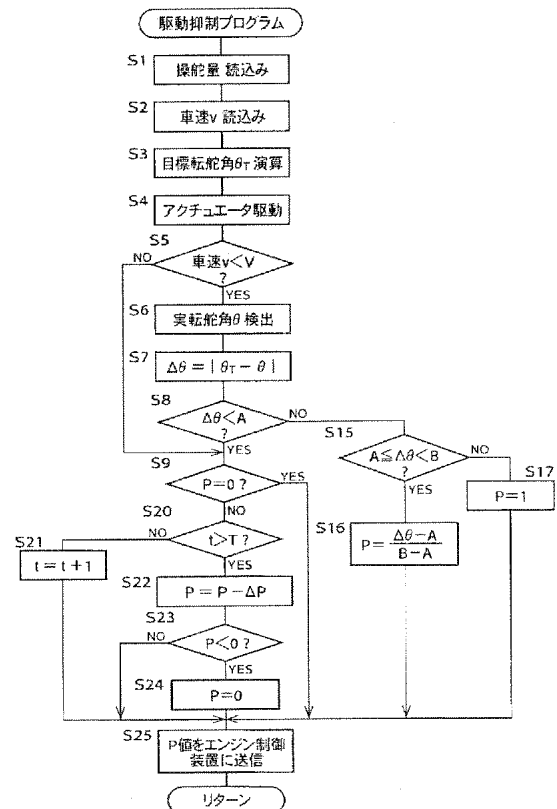 駆動抑制プログラム
S1
操舵量 読込み
S2
車速v 読込み
S3
目標転舵角θT 演算
S4
アクチュエータ駆動
S5
車速v<V
?
NO
YES
S6
実転舵角θ 検出
S7
Δθ=|θT-θ|
S8
Δθ<A
?
NO
YES
S15
A≦Δθ<B
?
NO
YES
S17
P=1
S16
P=Δθ-A
B-A
S9
P=0?
YES
NO
S20
t>T?
NO
YES
S21
t=t+1
S22
P=P-ΔP
S23
P<0?
NO
YES
S24
P=0
S25
P値をエンジン制御
装置に送信
リターン